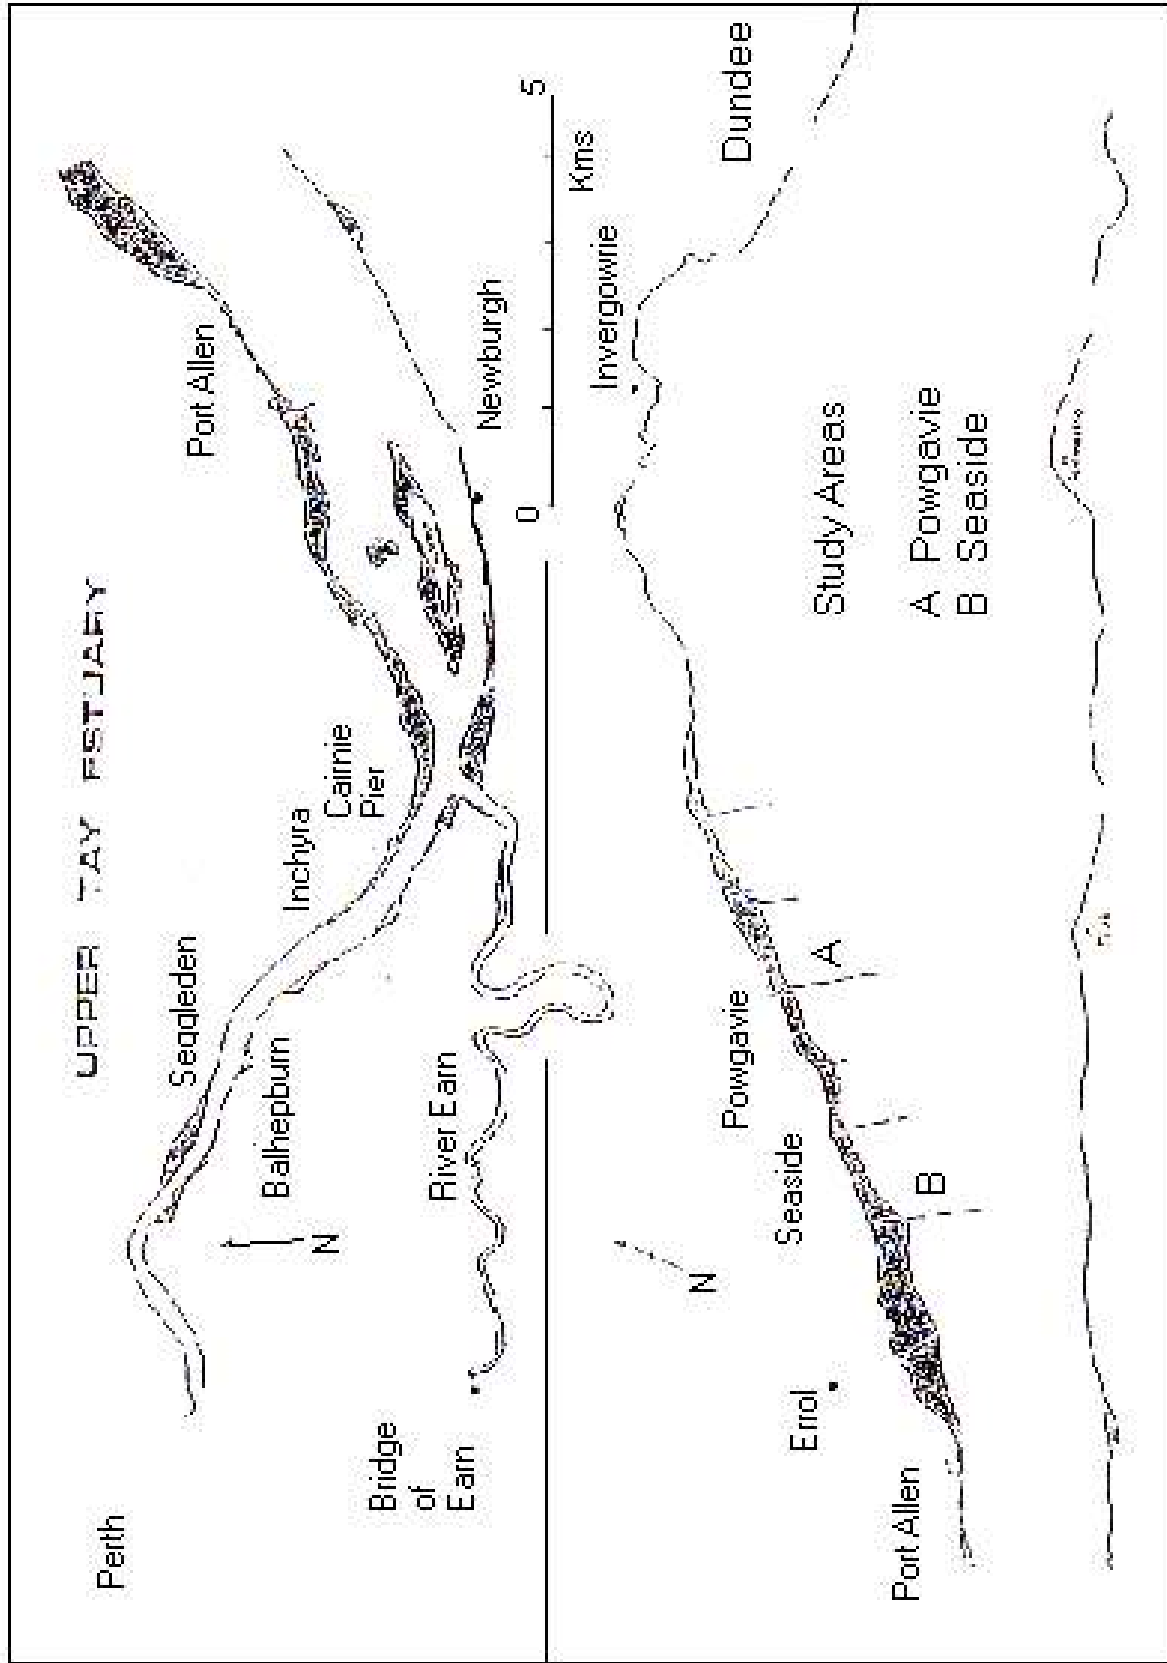 UPPER TAY ESTUARY
Perth
Seggleden
Inchyra
Cairnie
Pier
Port Allen
Balhepburn
N
Bridge
of
Earn
River Earn
Newburgh
0
5
Kms
Dundee
Invergowrie
Powgavie
Seaside
Errol
Port Allen
N
A
B
Study Areas
A Powgavie
B Seaside